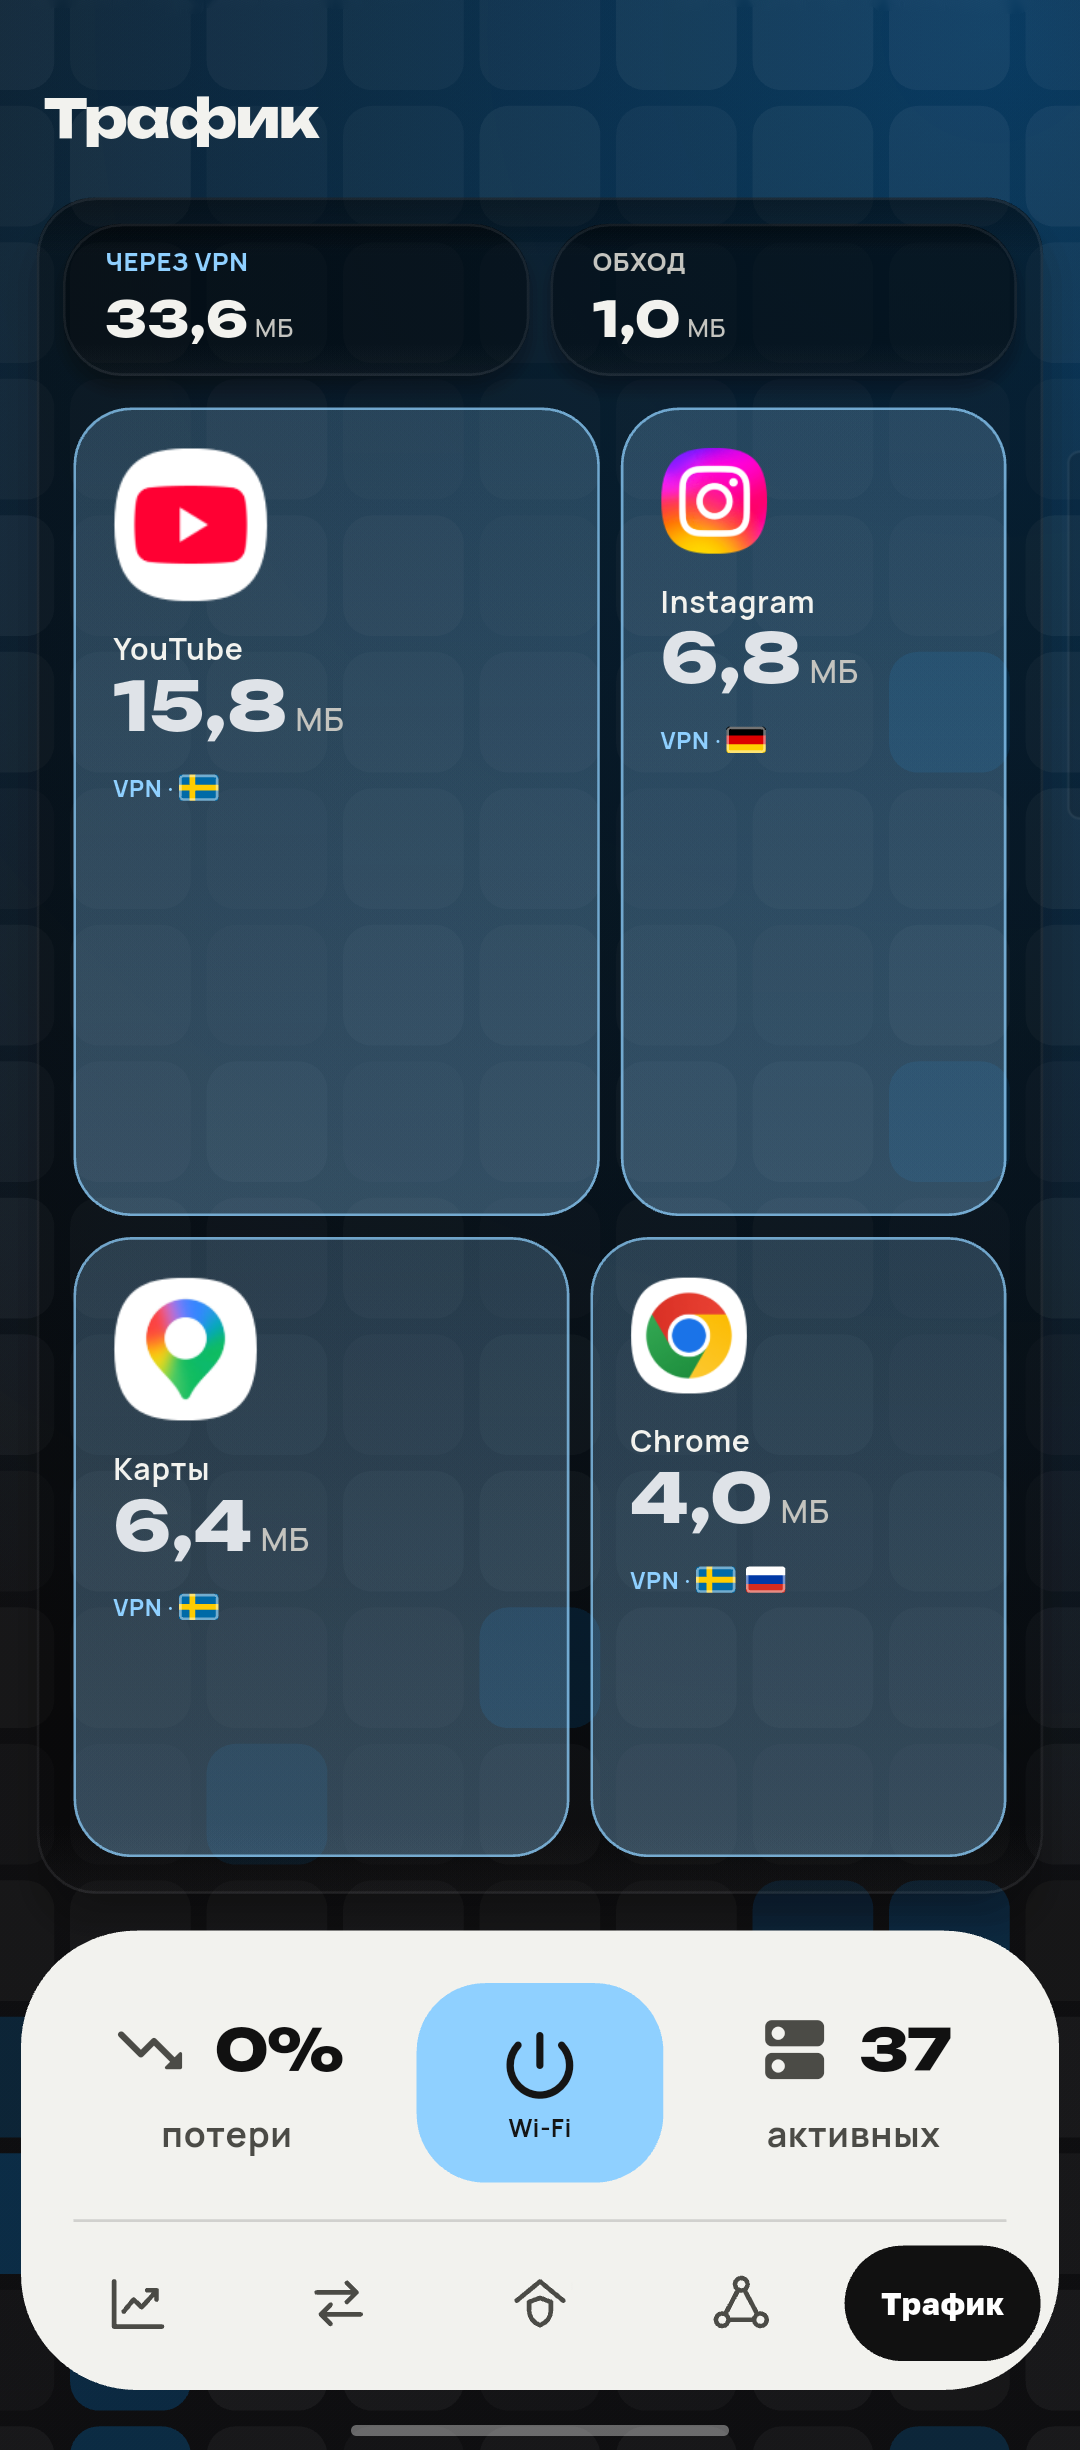 Трафик
ЧЕРЕЗ VPN
33,6 МБ
ОБХОД
1,0 МБ
YouTube
15,8 МБ
VPN ·
Instagram
6,8 МБ
VPN ·
Карты
6,4 МБ
VPN ·
Chrome
4,0 МБ
VPN ·
0%
потери
Wi-Fi
37
активных
Трафик